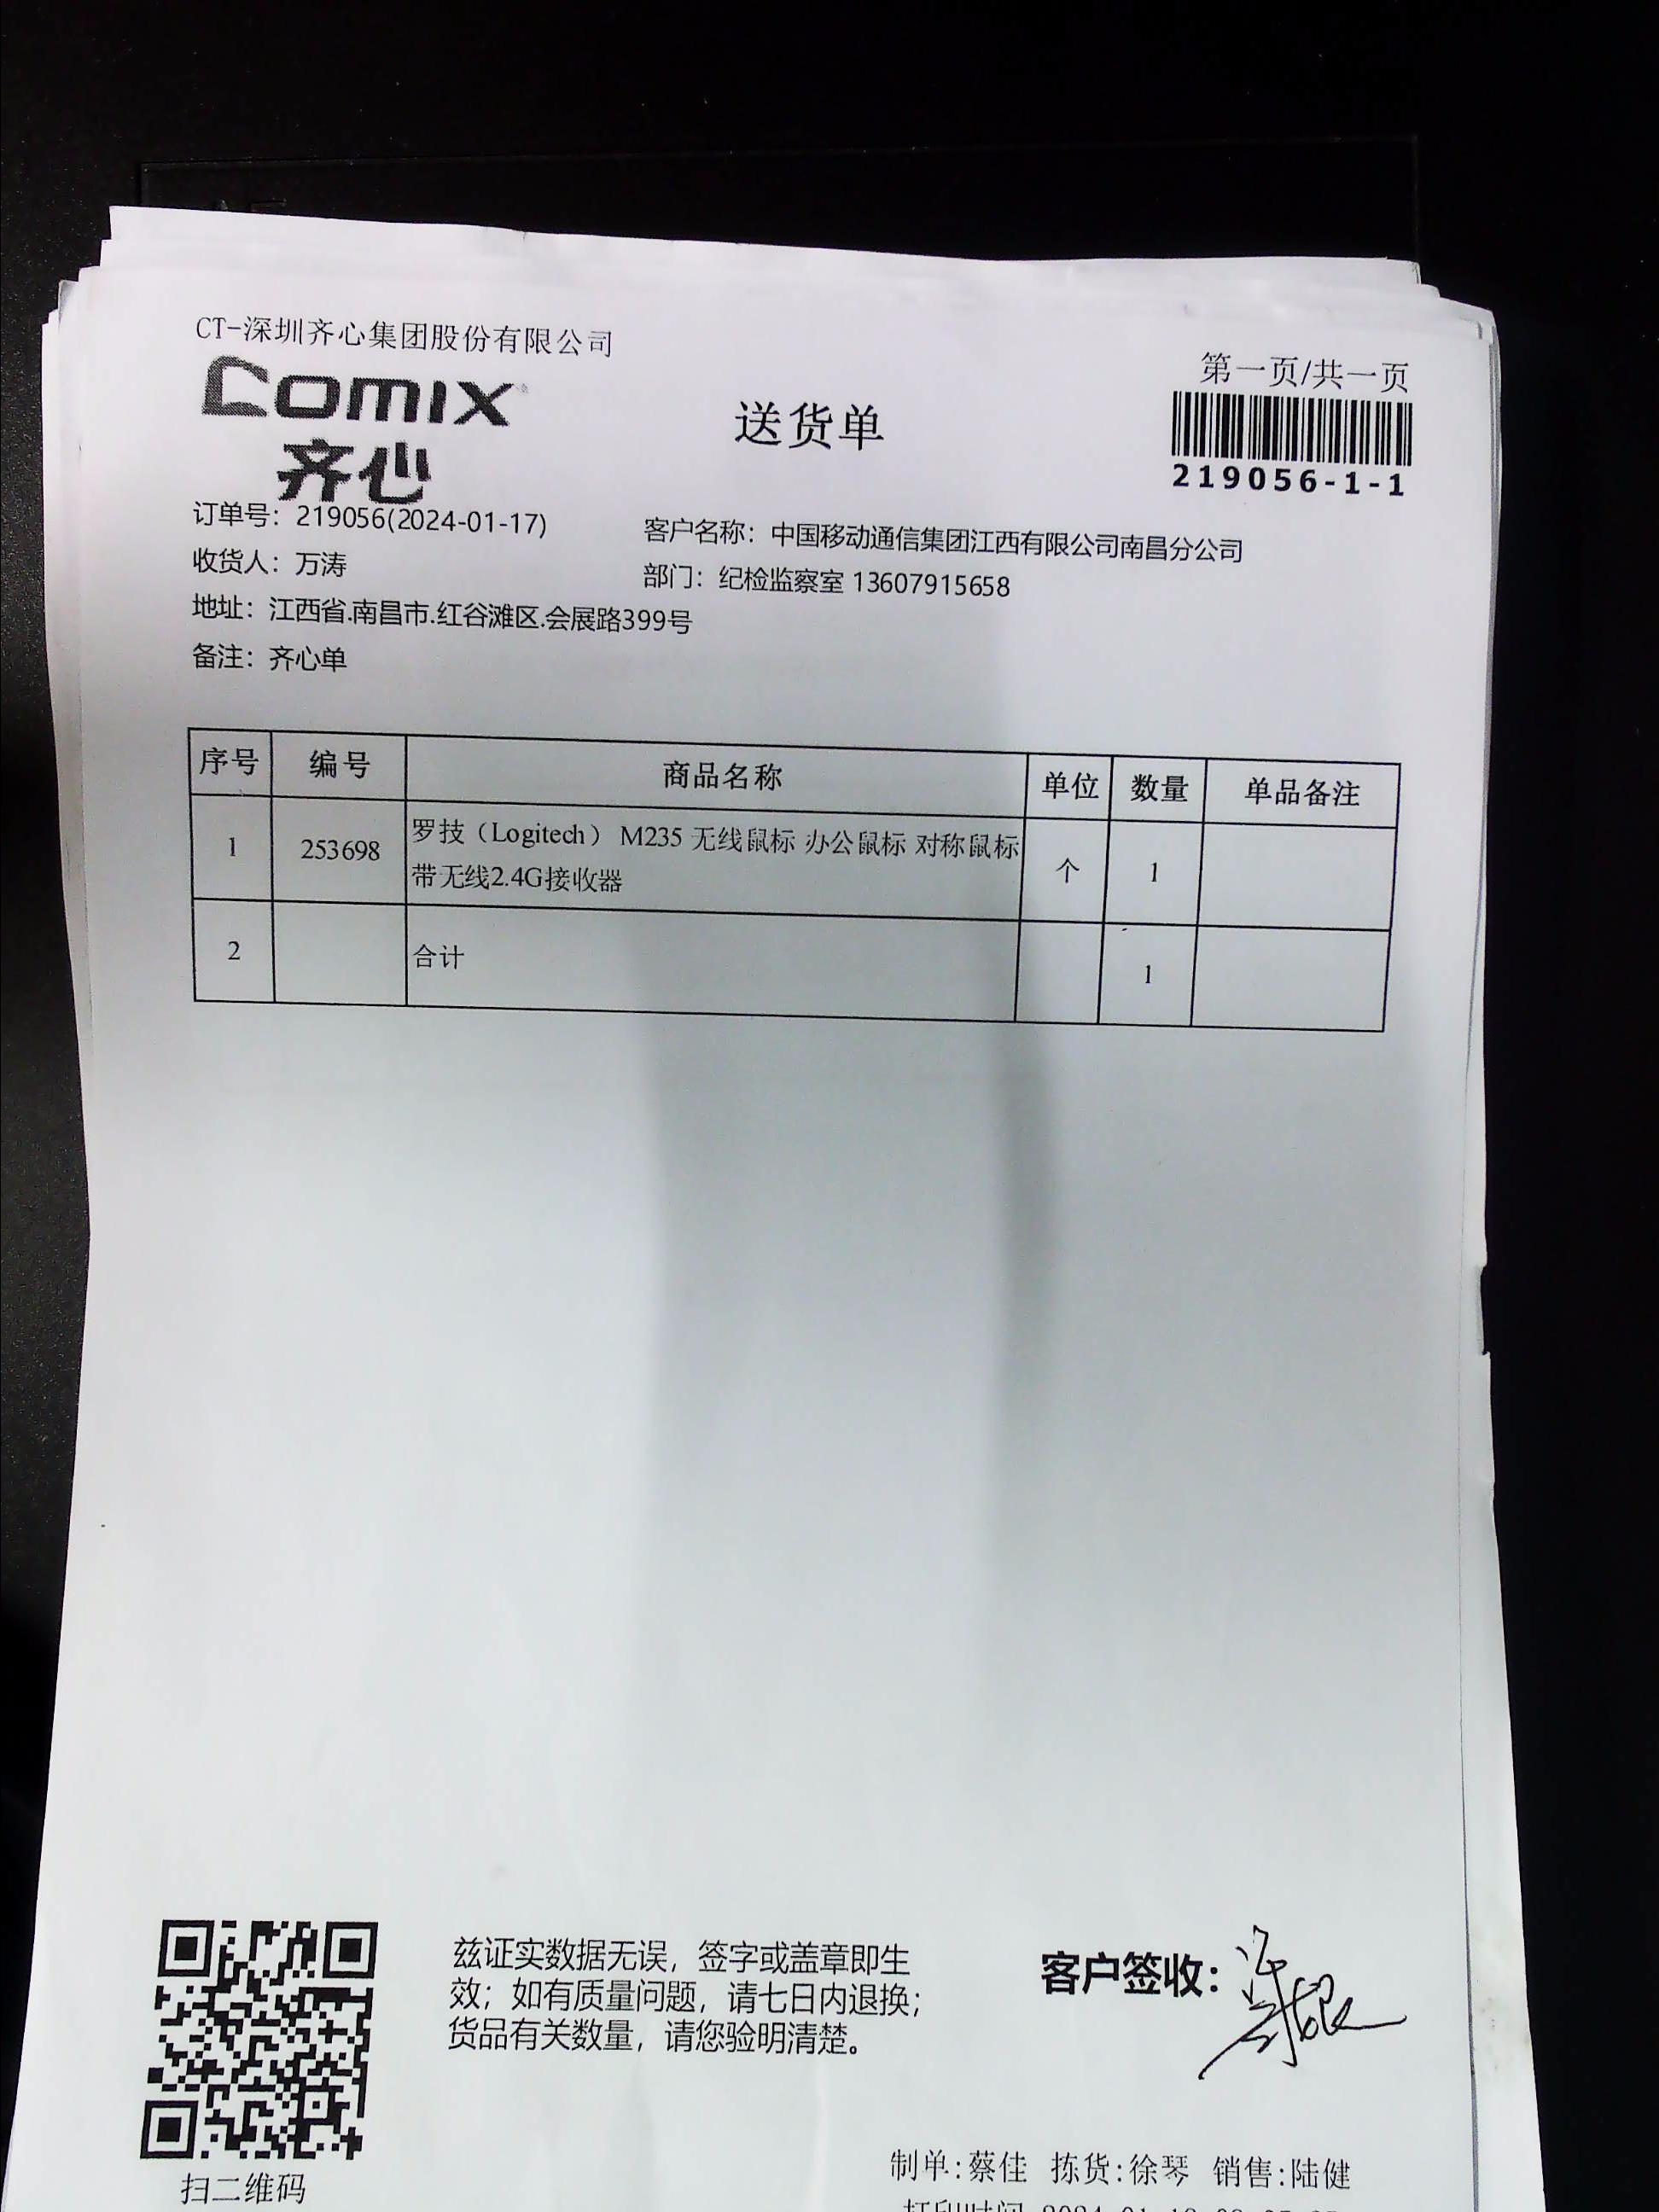 CT-深圳齐心集团股份有限公司
COMIX
齐心
送货单
第一页/共一页
219056-1-1
订单号：219056(2024-01-17)
客户名称：中国移动通信集团江西有限公司南昌分公司
收货人：万涛
部门：纪检监察室 13607915658
地址：江西省.南昌市.红谷滩区.会展路399号
备注：齐心单
序号 编号 商品名称 单位 数量 单品备注
1 253698 罗技（Logitech） M235 无线鼠标 办公鼠标 对称鼠标 个 1
带无线2.4G接收器
2 合计 1
兹证实数据无误，签字或盖章即生
效；如有质量问题，请七日内退换；
货品有关数量，请您验明清楚。
客户签收：
扫二维码
制单:蔡佳 拣货:徐琴 销售:陆健